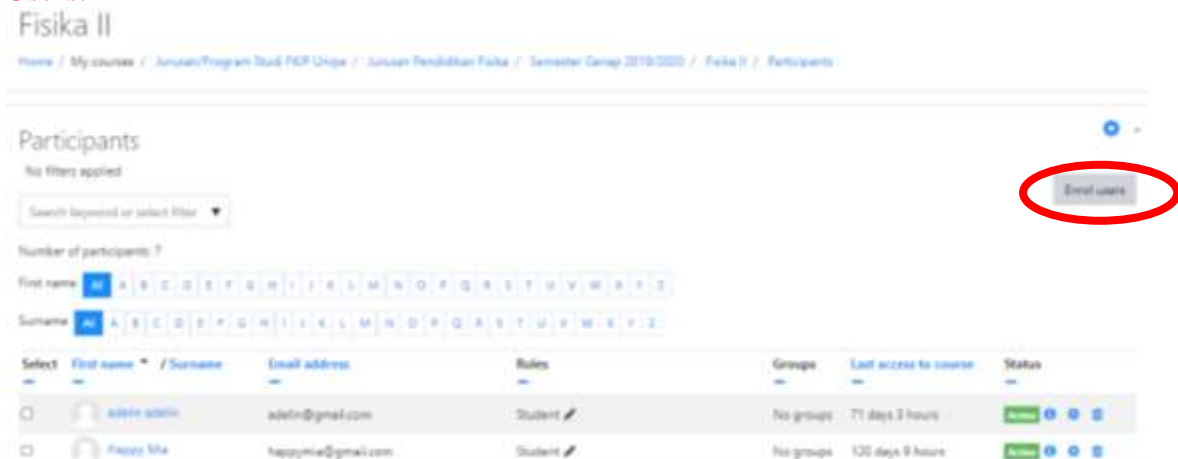 Fisika II
Home / My courses / Jurusan/Program Studi FKIP Unipa / Jurusan Pendidikan Fisika / Semester Genap 2019/2020 / Fisika II / Participants
Participants
No filters applied
Enrol users
Search keyword or select filter ▼
Number of participants: 7
First name All A B C D E F G H I J K L M N O P Q R S T U V W X Y Z
Surname All A B C D E F G H I J K L M N O P Q R S T U V W X Y Z
Select First name / Surname Email address Roles Groups Last access to course Status
adelin adelin adelin@gmail.com Student No groups 71 days 3 hours Active
happy Mia happymia@gmail.com Student No groups 120 days 9 hours Active